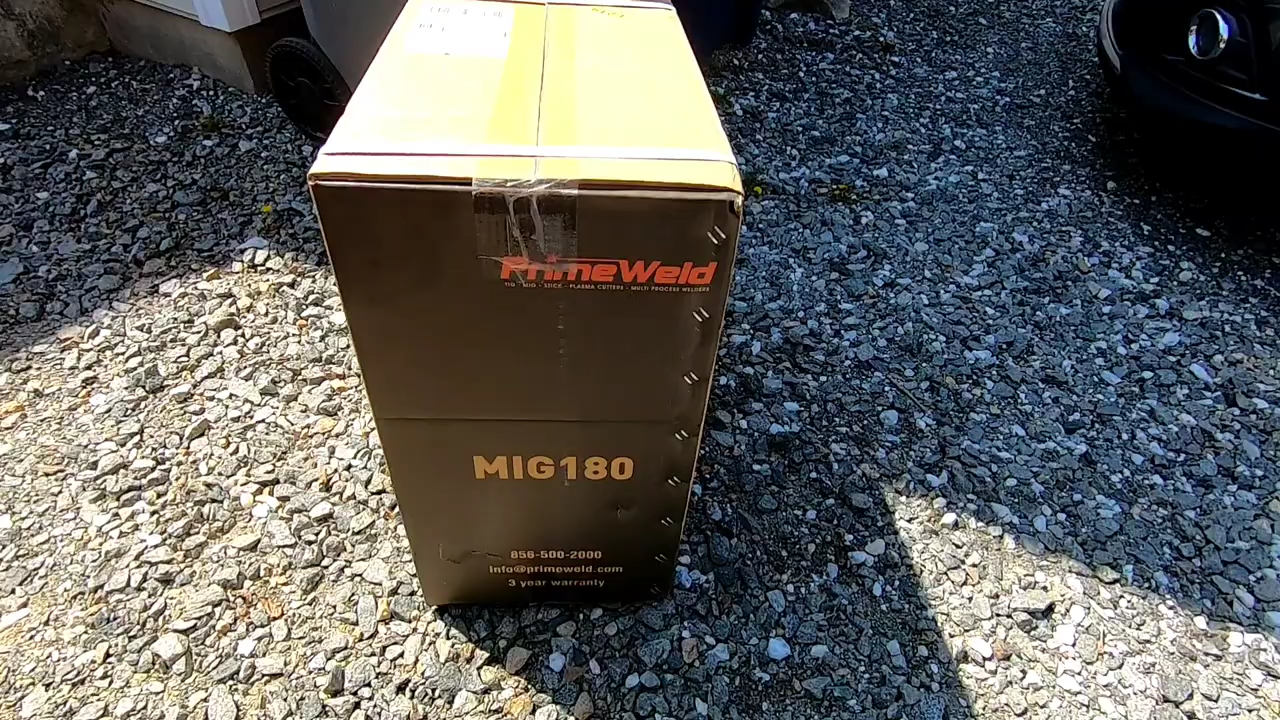 PrimeWeld
TIG - MIG - STICK - PLASMA CUTTERS - MULTI PROCESS WELDERS
MIG180
856-500-2000
Info@primeweld.com
3 year warranty